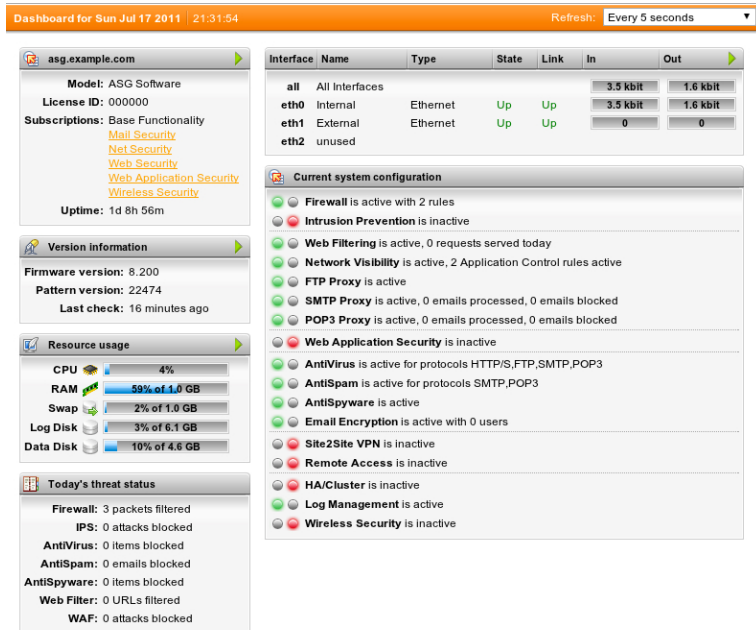 Dashboard for Sun Jul 17 2011 21:31:54 Refresh: Every 5 seconds
asg.example.com
Model: ASG Software
License ID: 000000
Subscriptions: Base Functionality
Mail Security
Net Security
Web Security
Web Application Security
Wireless Security
Uptime: 1d 8h 56m
Version information
Firmware version: 8.200
Pattern version: 22474
Last check: 16 minutes ago
Resource usage
CPU 4%
RAM 59% of 1.0 GB
Swap 2% of 1.0 GB
Log Disk 3% of 6.1 GB
Data Disk 10% of 4.6 GB
Today's threat status
Firewall: 3 packets filtered
IPS: 0 attacks blocked
AntiVirus: 0 items blocked
AntiSpam: 0 emails blocked
AntiSpyware: 0 items blocked
Web Filter: 0 URLs filtered
WAF: 0 attacks blocked
Interface Name Type State Link In Out
all All Interfaces 3.5 kbit 1.6 kbit
eth0 Internal Ethernet Up Up 3.5 kbit 1.6 kbit
eth1 External Ethernet Up Up 0 0
eth2 unused
Current system configuration
Firewall is active with 2 rules
Intrusion Prevention is inactive
Web Filtering is active, 0 requests served today
Network Visibility is active, 2 Application Control rules active
FTP Proxy is active
SMTP Proxy is active, 0 emails processed, 0 emails blocked
POP3 Proxy is active, 0 emails processed, 0 emails blocked
Web Application Security is inactive
AntiVirus is active for protocols HTTP/S,FTP,SMTP,POP3
AntiSpam is active for protocols SMTP,POP3
AntiSpyware is active
Email Encryption is active with 0 users
Site2Site VPN is inactive
Remote Access is inactive
HA/Cluster is inactive
Log Management is active
Wireless Security is inactive